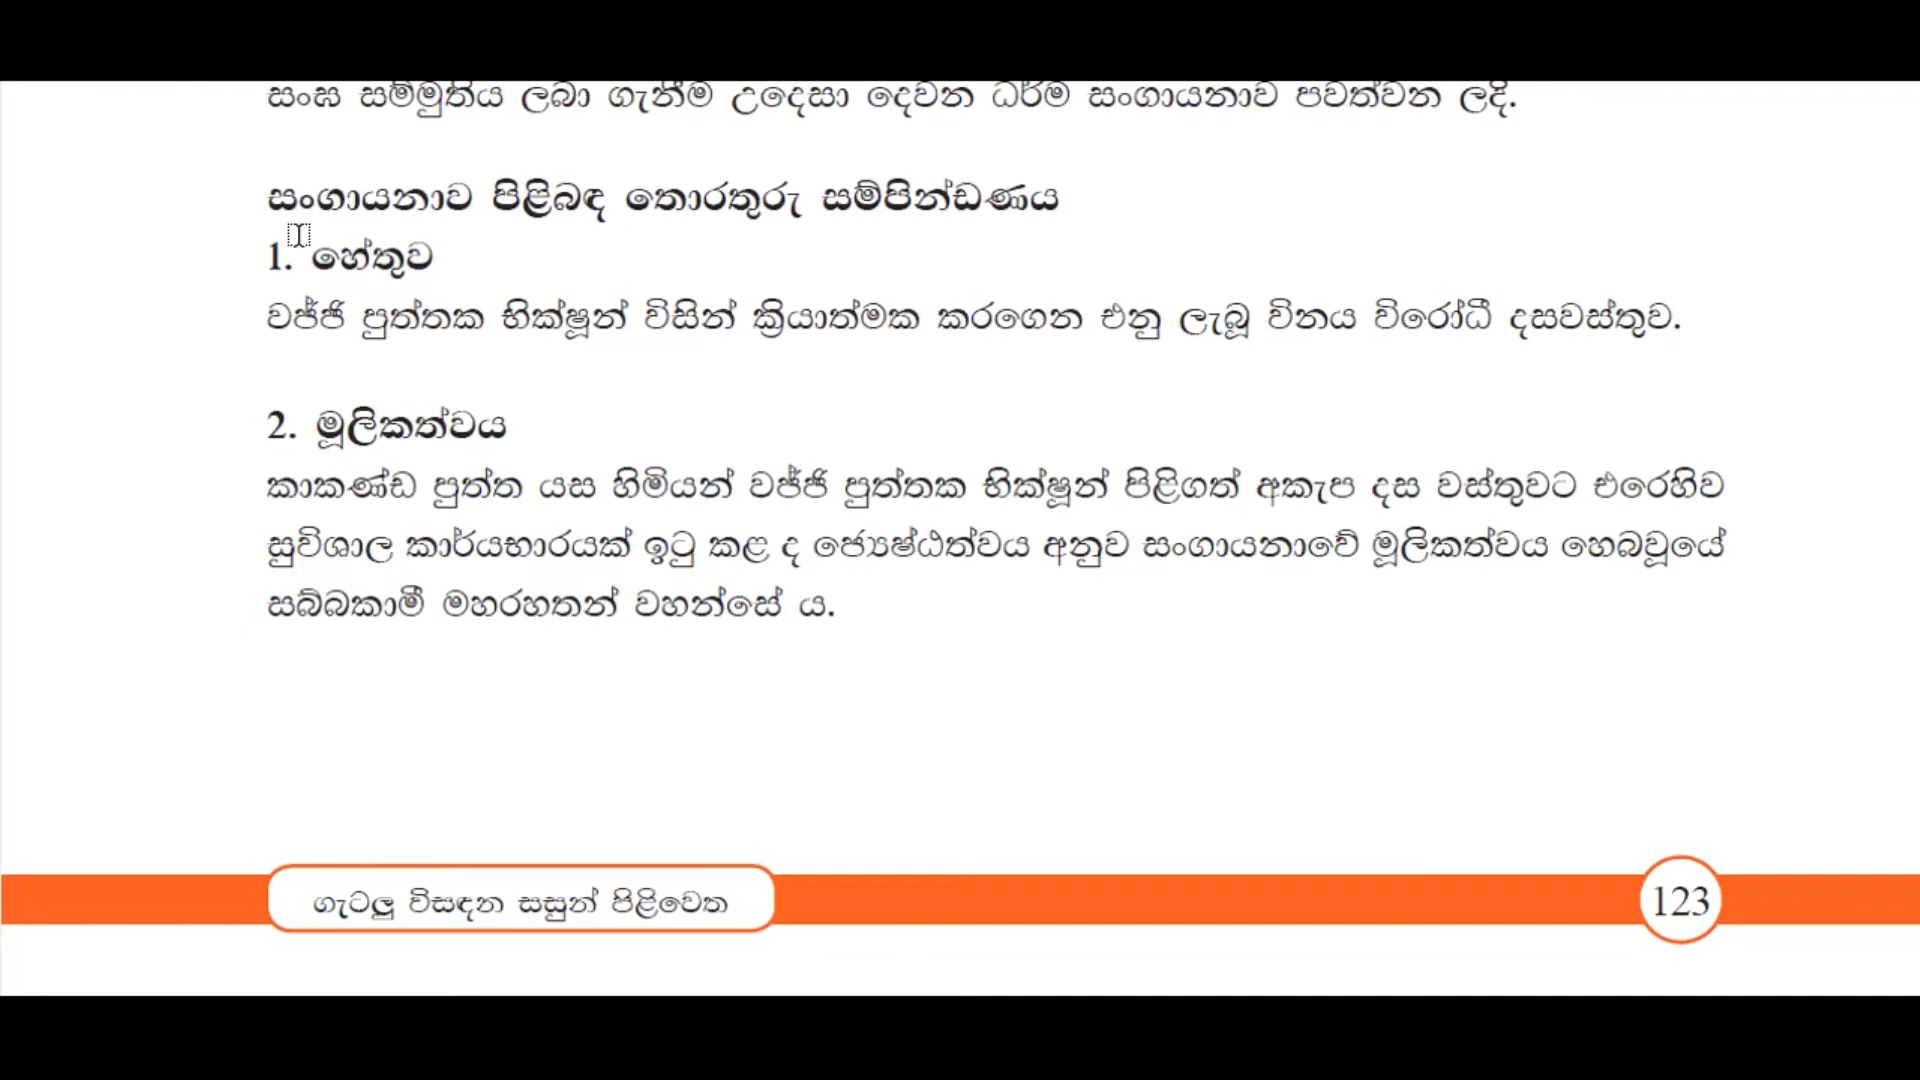 සංඝ සම්මුතිය ලබා ගැනීම උදෙසා දෙවන ධර්ම සංගායනාව පවත්වන ලදි.
සංගායනාව පිළිබඳ තොරතුරු සම්පින්ඩණය
1. හේතුව
වජ්ජි පුත්තක භික්ෂූන් විසින් ක්‍රියාත්මක කරගෙන එනු ලැබූ විනය විරෝධී දසවස්තුව.
2. මූලිකත්වය
කාකණ්ඩ පුත්ත යස හිමියන් වජ්ජි පුත්තක භික්ෂූන් පිළිගත් අකැප දස වස්තුවට එරෙහිව
සුවිශාල කාර්යභාරයක් ඉටු කළ ද ජ්‍යෙෂ්ඨත්වය අනුව සංගායනාවේ මූලිකත්වය හෙබවූයේ
සබ්බකාමී මහරහතන් වහන්සේ ය.
ගැටලු විසඳන සසුන් පිළිවෙත
123